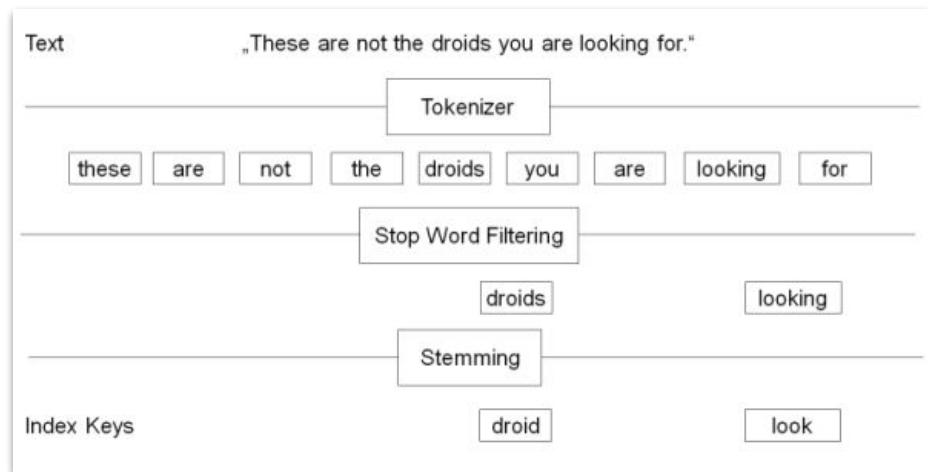 Text „These are not the droids you are looking for.“
Tokenizer
these are not the droids you are looking for
Stop Word Filtering
droids looking
Stemming
Index Keys droid look